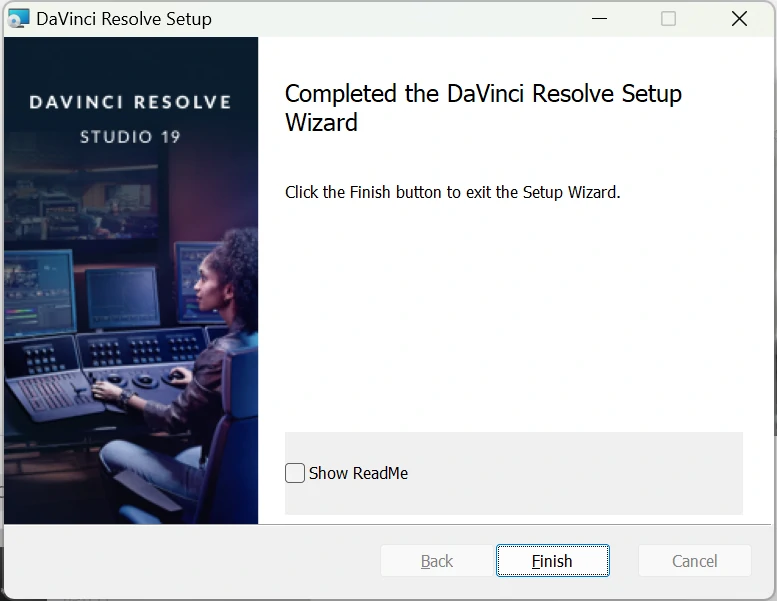 DaVinci Resolve Setup
DAVINCI RESOLVE
STUDIO 19
Completed the DaVinci Resolve Setup
Wizard
Click the Finish button to exit the Setup Wizard.
Show ReadMe
Back
Finish
Cancel